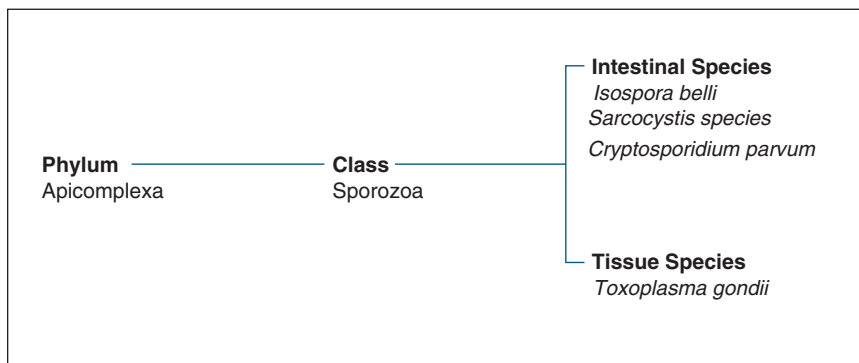 Intestinal Species
Isospora belli
Sarcocystis species
Cryptosporidium parvum
Phylum
Apicomplexa
Class
Sporozoa
Tissue Species
Toxoplasma gondii